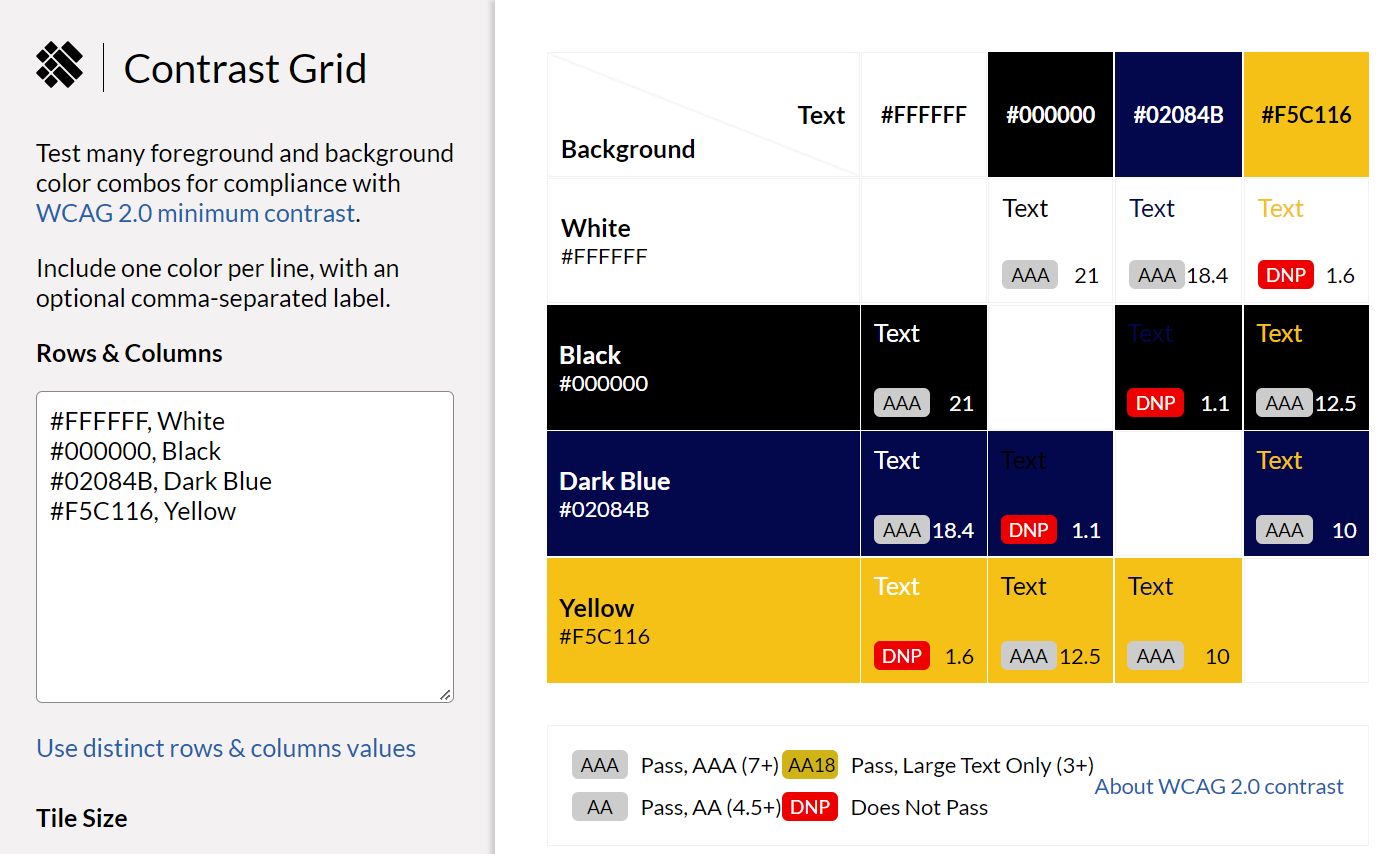 Contrast Grid
Test many foreground and background
color combos for compliance with
WCAG 2.0 minimum contrast.
Include one color per line, with an
optional comma-separated label.
Rows & Columns
#FFFFFF, White
#000000, Black
#02084B, Dark Blue
#F5C116, Yellow
Use distinct rows & columns values
Tile Size
Text #FFFFFF #000000 #02084B #F5C116
Background
White
#FFFFFF
Text Text Text
AAA 21 AAA 18.4 DNP 1.6
Black
#000000
Text Text Text
AAA 21 DNP 1.1 AAA 12.5
Dark Blue
#02084B
Text Text Text
AAA 18.4 DNP 1.1 AAA 10
Yellow
#F5C116
Text Text Text
DNP 1.6 AAA 12.5 AAA 10
AAA Pass, AAA (7+) AA18 Pass, Large Text Only (3+)
AA Pass, AA (4.5+) DNP Does Not Pass
About WCAG 2.0 contrast